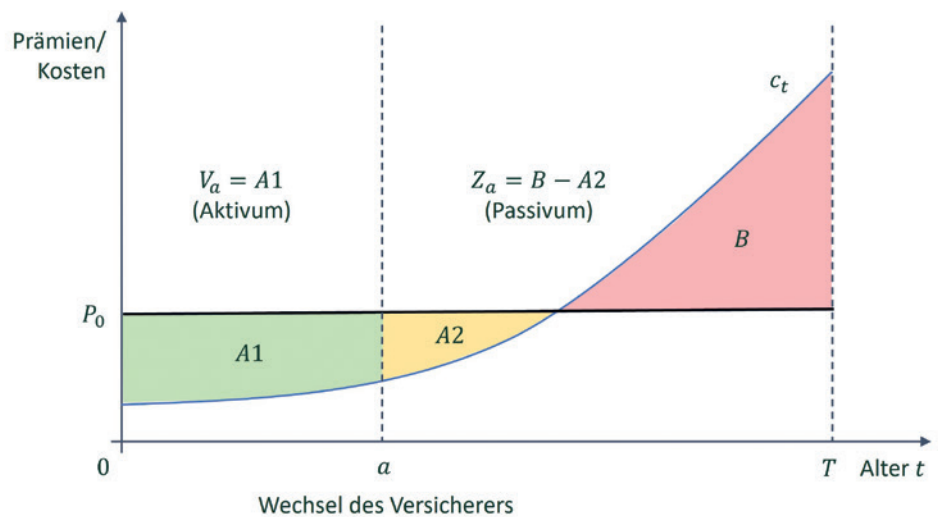 Prämien/
Kosten
c_t
V_a = A1
(Aktivum)
Z_a = B − A2
(Passivum)
B
P_0
A1
A2
0
a
T
Alter t
Wechsel des Versicherers